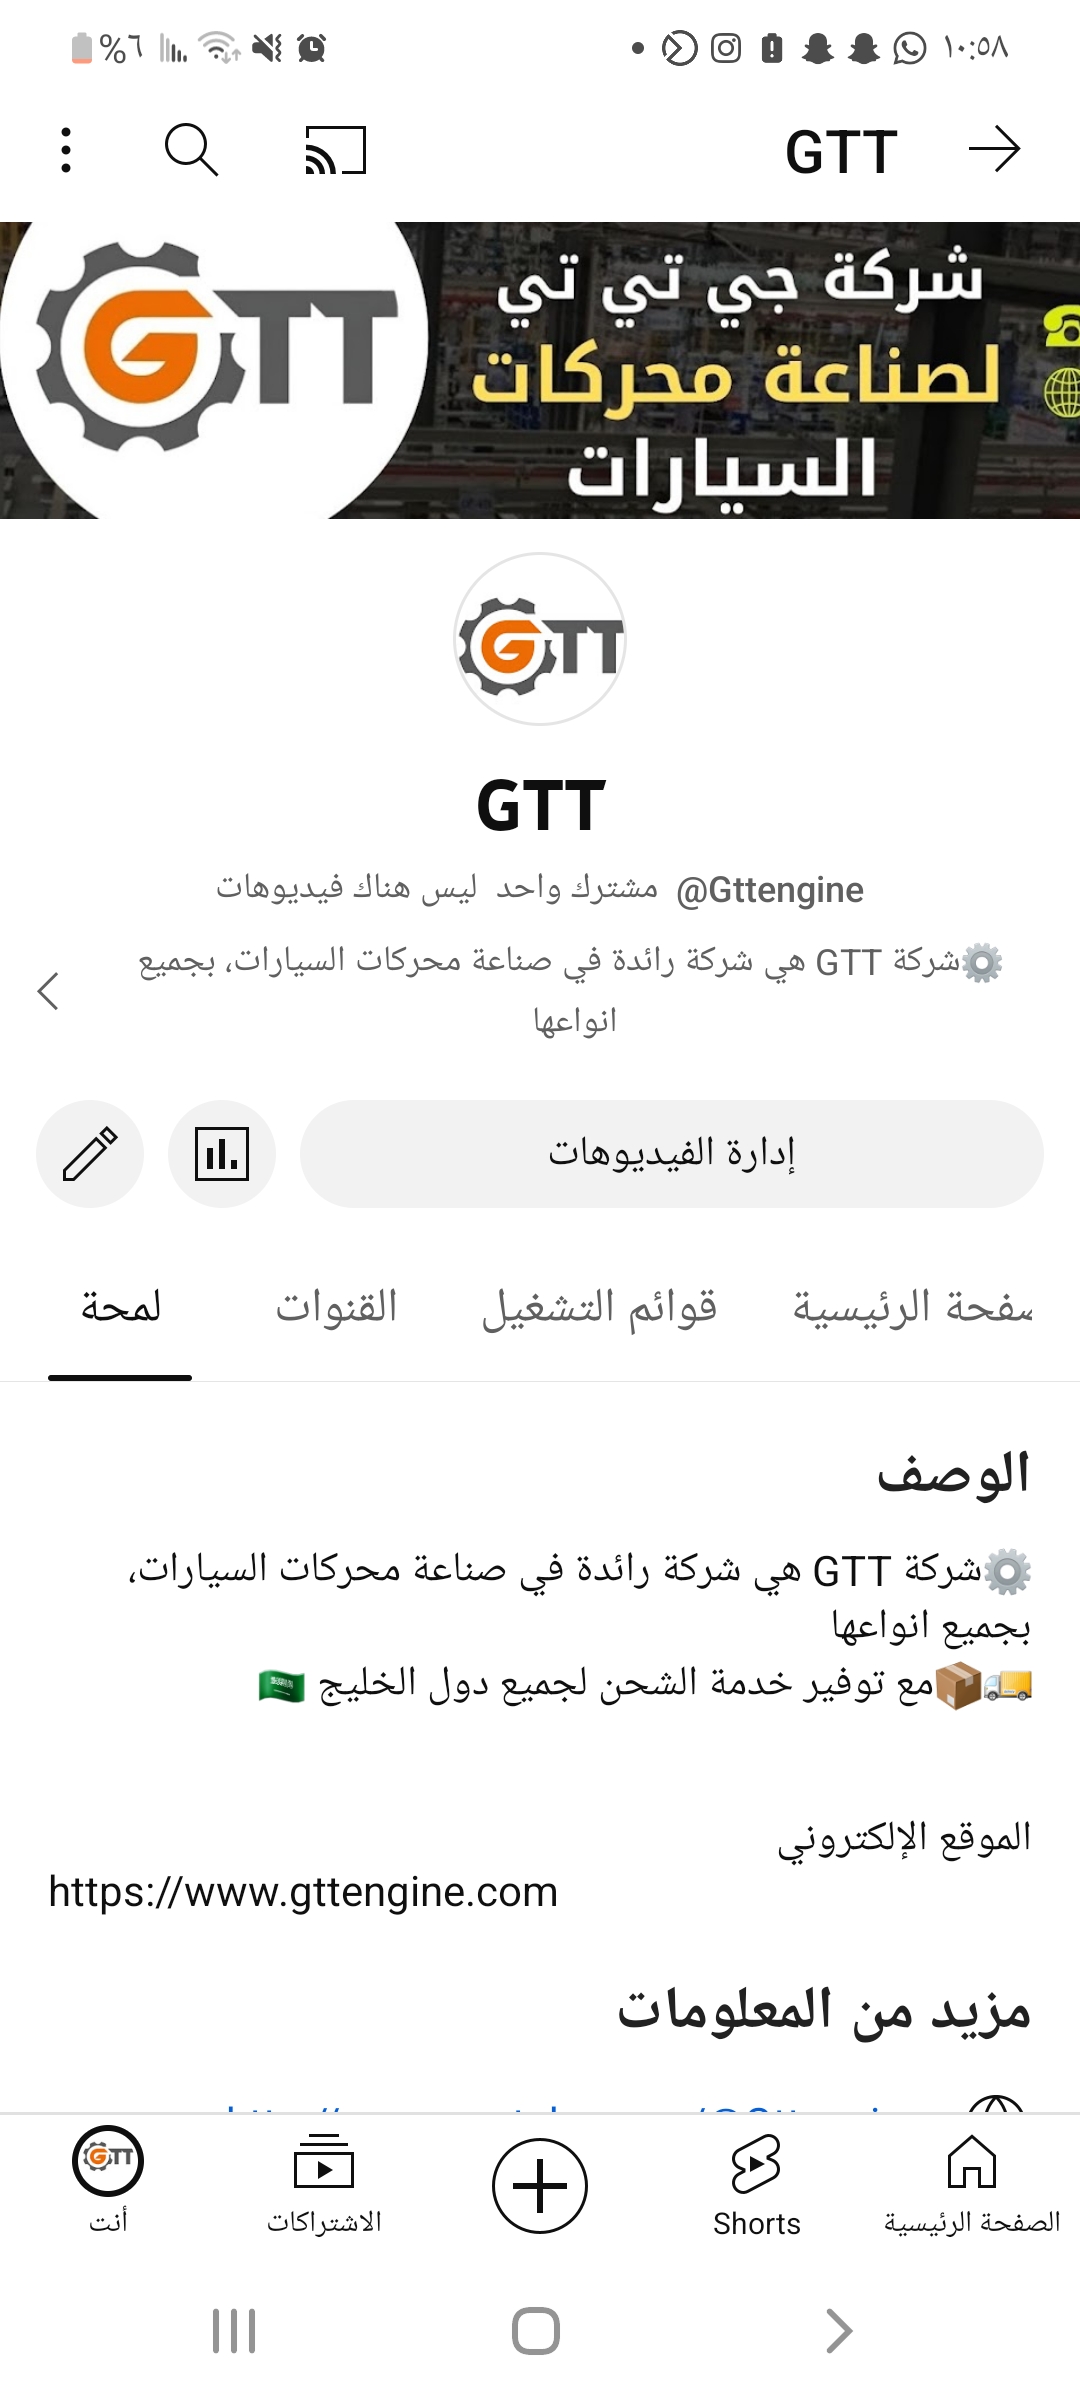 ١٠:٥٨
%٦
GTT
GTT
شركة جي تي تي
لصناعة محركات
السيارات
GTT
GTT
@Gttengine مشترك واحد ليس هناك فيديوهات
شركة GTT هي شركة رائدة في صناعة محركات السيارات، بجميع
انواعها
إدارة الفيديوهات
صفحة الرئيسية
قوائم التشغيل
القنوات
لمحة
الوصف
شركة GTT هي شركة رائدة في صناعة محركات السيارات،
بجميع انواعها
مع توفير خدمة الشحن لجميع دول الخليج
الموقع الإلكتروني
https://www.gttengine.com
مزيد من المعلومات
الصفحة الرئيسية
Shorts
الاشتراكات
GTT
أنت